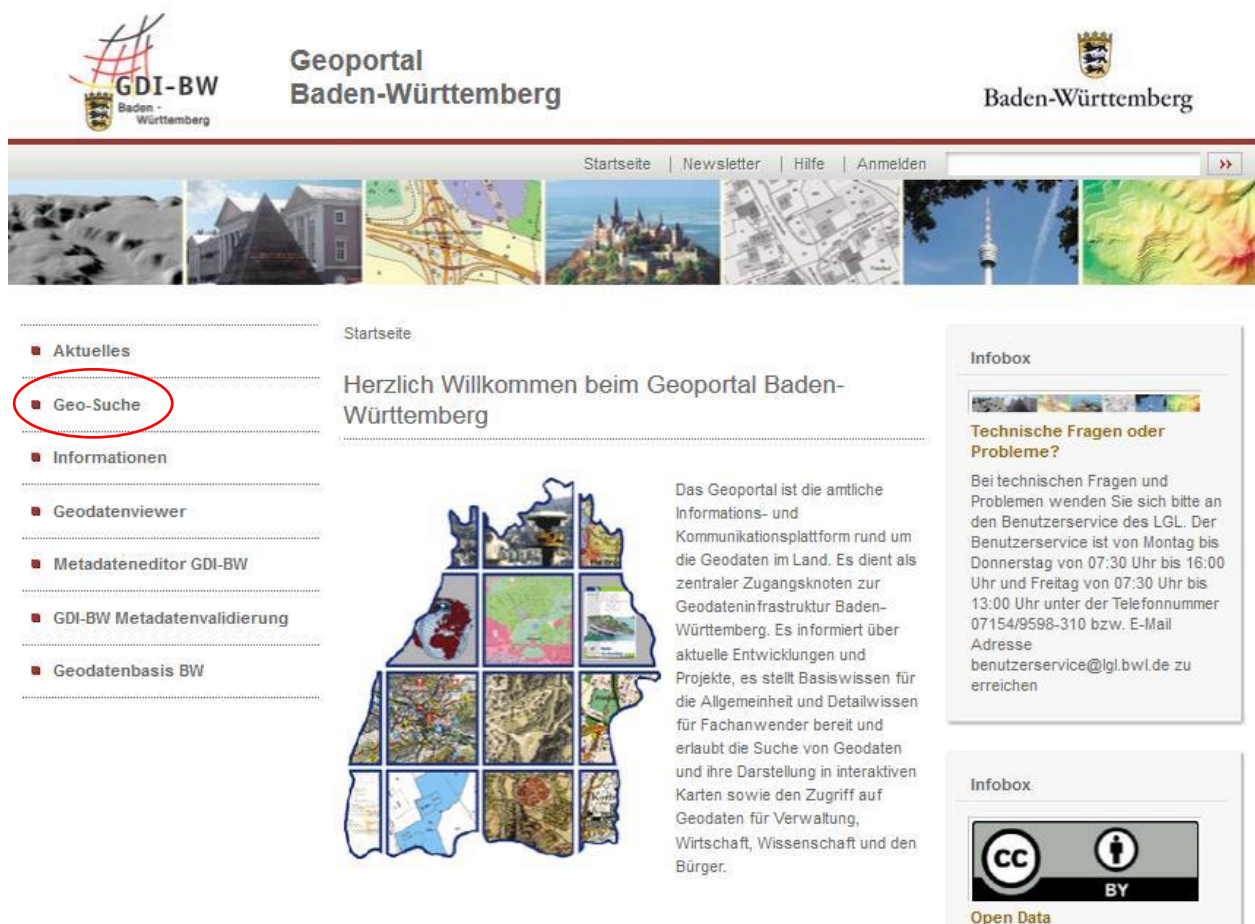 GDI-BW
Baden -
Württemberg
Geoportal
Baden-Württemberg
Baden-Württemberg
Startseite | Newsletter | Hilfe | Anmelden
Aktuelles
Geo-Suche
Informationen
Geodatenviewer
Metadateneditor GDI-BW
GDI-BW Metadatenvalidierung
Geodatenbasis BW
Startseite
Herzlich Willkommen beim Geoportal Baden-
Württemberg
Das Geoportal ist die amtliche
Informations- und
Kommunikationsplattform rund um
die Geodaten im Land. Es dient als
zentraler Zugangsknoten zur
Geodateninfrastruktur Baden-
Württemberg. Es informiert über
aktuelle Entwicklungen und
Projekte, es stellt Basiswissen für
die Allgemeinheit und Detailwissen
für Fachanwender bereit und
erlaubt die Suche von Geodaten
und ihre Darstellung in interaktiven
Karten sowie den Zugriff auf
Geodaten für Verwaltung,
Wirtschaft, Wissenschaft und den
Bürger.
Infobox
Technische Fragen oder
Probleme?
Bei technischen Fragen und
Problemen wenden Sie sich bitte an
den Benutzerservice des LGL. Der
Benutzerservice ist von Montag bis
Donnerstag von 07:30 Uhr bis 16:00
Uhr und Freitag von 07:30 Uhr bis
13:00 Uhr unter der Telefonnummer
07154/9598-310 bzw. E-Mail
Adresse
benutzerservice@lgl.bwl.de zu
erreichen
Infobox
cc
BY
Open Data